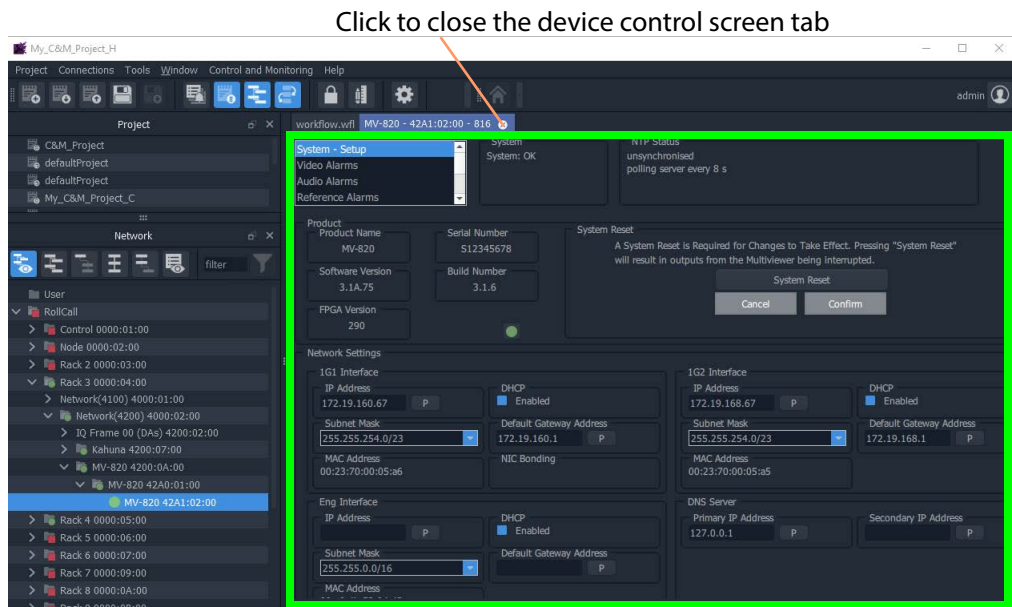 Click to close the device control screen tab
My_C&M_Project_H
Project Connections Tools Window Control and Monitoring Help
admin
Project
C&M_Project
defaultProject
defaultProject
My_C&M_Project_C
Network
filter
User
RollCall
Control 0000:01:00
Node 0000:02:00
Rack 2 0000:03:00
Rack 3 0000:04:00
Network(4100) 4000:01:00
Network(4200) 4000:02:00
IQ Frame 00 (DAs) 4200:02:00
Kahuna 4200:07:00
MV-820 4200:0A:00
MV-820 42A0:01:00
MV-820 42A1:02:00
Rack 4 0000:05:00
Rack 5 0000:06:00
Rack 6 0000:07:00
Rack 7 0000:09:00
Rack 8 0000:0A:00
workflow.wfl MV-820 - 42A1:02:00 - 816
System - Setup
Video Alarms
Audio Alarms
Reference Alarms
System
System: OK
NTP Status
unsynchronised
polling server every 8 s
Product
Product Name
MV-820
Serial Number
S12345678
Software Version
3.1A.75
Build Number
3.1.6
FPGA Version
290
System Reset
A System Reset is Required for Changes to Take Effect. Pressing "System Reset"
will result in outputs from the Multiviewer being interrupted.
System Reset
Cancel Confirm
Network Settings
1G1 Interface
IP Address
172.19.160.67 P
DHCP
Enabled
Subnet Mask
255.255.254.0/23
Default Gateway Address
172.19.160.1 P
MAC Address
00:23:70:00:05:a6
NIC Bonding
1G2 Interface
IP Address
172.19.168.67 P
DHCP
Enabled
Subnet Mask
255.255.254.0/23
Default Gateway Address
172.19.168.1 P
MAC Address
00:23:70:00:05:a5
Eng Interface
IP Address
P
DHCP
Enabled
Subnet Mask
255.255.0.0/16
Default Gateway Address
P
MAC Address
DNS Server
Primary IP Address
127.0.0.1 P
Secondary IP Address
P